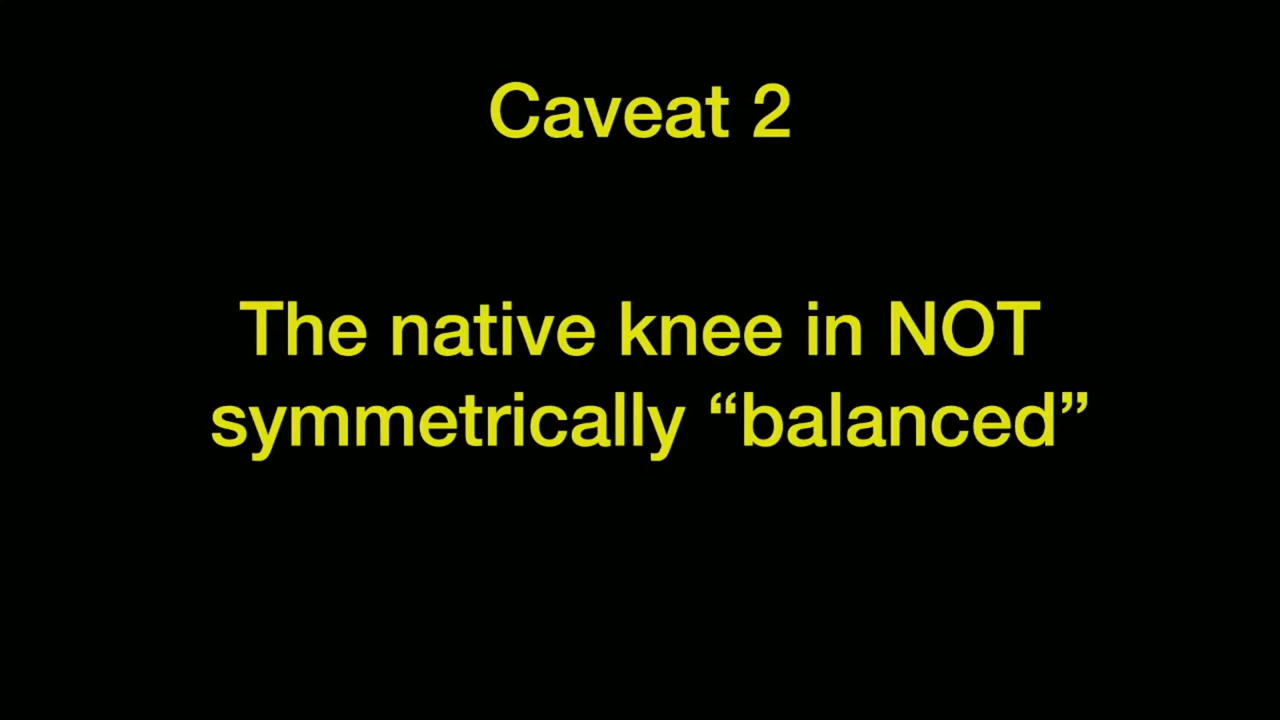 Caveat 2
The native knee in NOT
symmetrically “balanced”